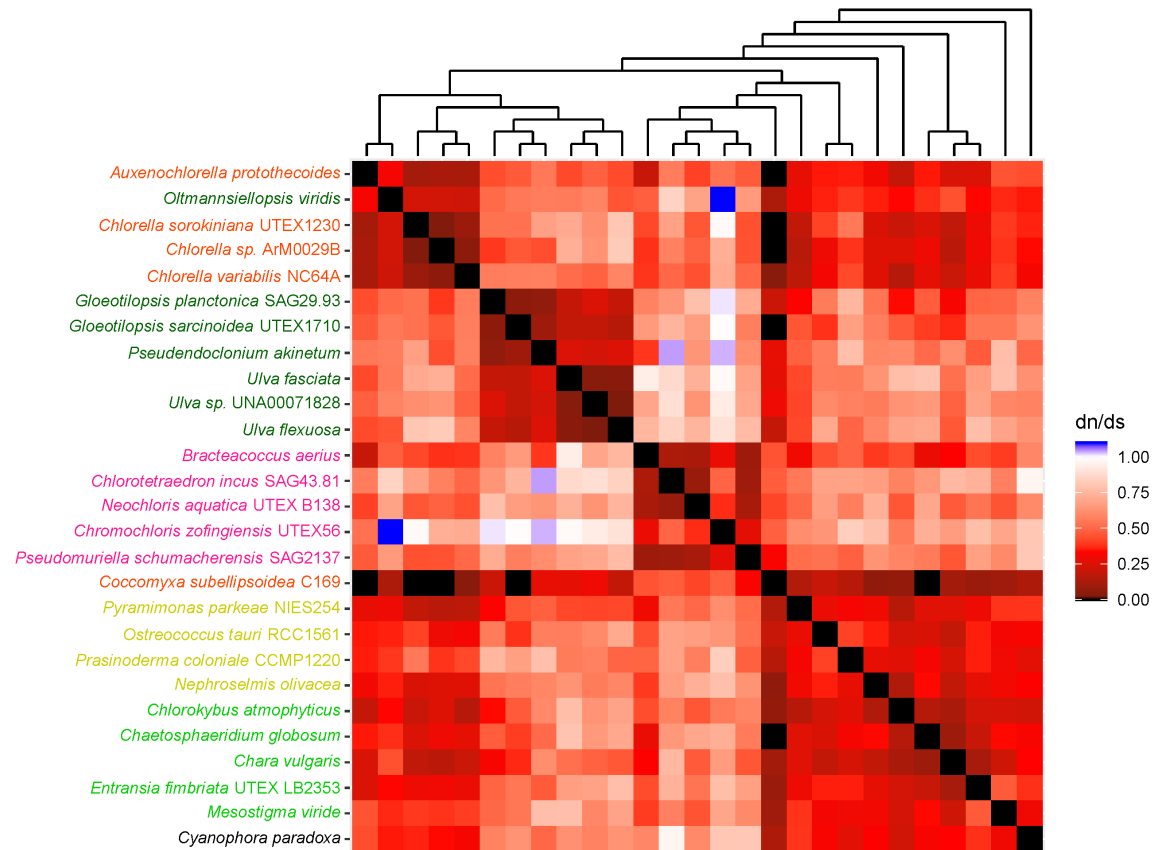 Auxenochlorella protothecoides
Oltmannsiellopsis viridis
Chlorella sorokiniana UTEX1230
Chlorella sp. ArM0029B
Chlorella variabilis NC64A
Gloeotilopsis planctonica SAG29.93
Gloeotilopsis sarcinoidea UTEX1710
Pseudendoclonium akinetum
Ulva fasciata
Ulva sp. UNA00071828
Ulva flexuosa
Bracteacoccus aerius
Chlorotetraedron incus SAG43.81
Neochloris aquatica UTEX B138
Chromochloris zofingiensis UTEX56
Pseudomuriella schumacherensis SAG2137
Coccomyxa subellipsoidea C169
Pyramimonas parkeae NIES254
Ostreococcus tauri RCC1561
Prasinoderma coloniale CCMP1220
Nephroselmis olivacea
Chlorokybus atmophyticus
Chaetosphaeridium globosum
Chara vulgaris
Entransia fimbriata UTEX LB2353
Mesostigma viride
Cyanophora paradoxa
dn/ds
1.00
0.75
0.50
0.25
0.00